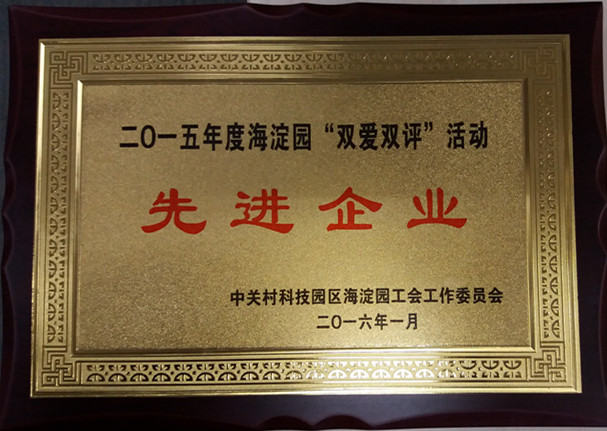 二〇一五年度海淀园“双爱双评”活动
先进企业
中关村科技园区海淀园工会工作委员会
二〇一六年一月